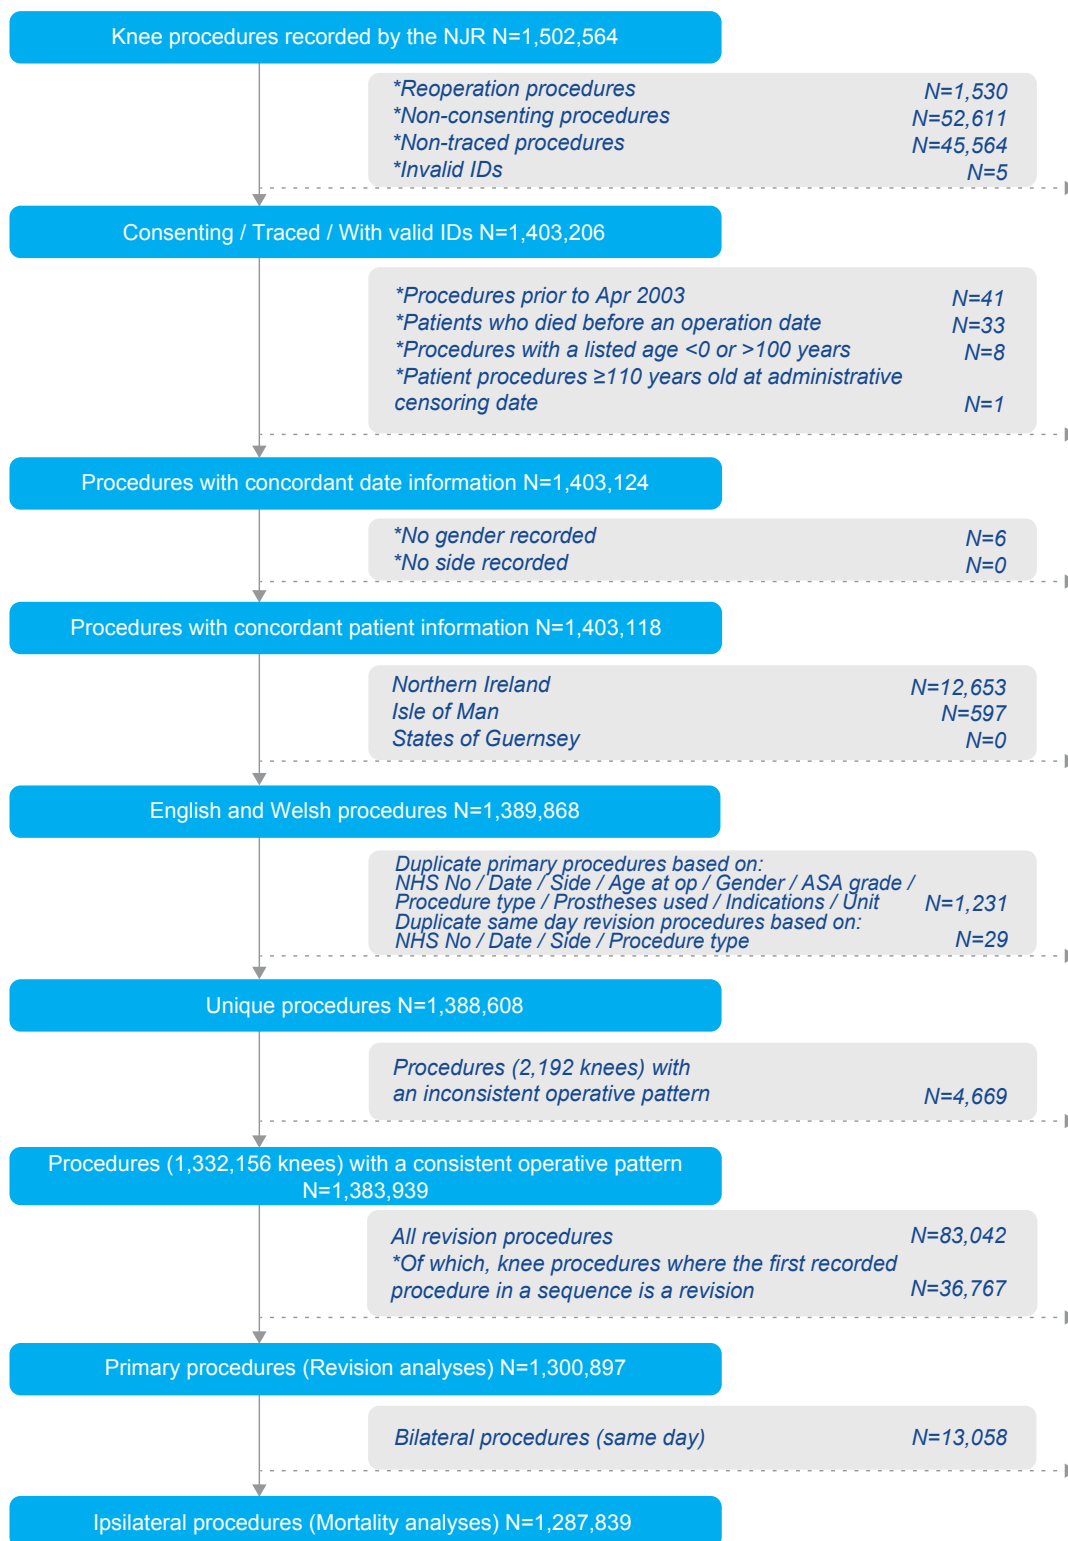 Knee procedures recorded by the NJR N=1,502,564
*Reoperation procedures N=1,530
*Non-consenting procedures N=52,611
*Non-traced procedures N=45,564
*Invalid IDs N=5
Consenting / Traced / With valid IDs N=1,403,206
*Procedures prior to Apr 2003 N=41
*Patients who died before an operation date N=33
*Procedures with a listed age <0 or >100 years N=8
*Patient procedures ≥110 years old at administrative
censoring date N=1
Procedures with concordant date information N=1,403,124
*No gender recorded N=6
*No side recorded N=0
Procedures with concordant patient information N=1,403,118
Northern Ireland N=12,653
Isle of Man N=597
States of Guernsey N=0
English and Welsh procedures N=1,389,868
Duplicate primary procedures based on:
NHS No / Date / Side / Age at op / Gender / ASA grade /
Procedure type / Prostheses used / Indications / Unit N=1,231
Duplicate same day revision procedures based on:
NHS No / Date / Side / Procedure type N=29
Unique procedures N=1,388,608
Procedures (2,192 knees) with
an inconsistent operative pattern N=4,669
Procedures (1,332,156 knees) with a consistent operative pattern
N=1,383,939
All revision procedures N=83,042
*Of which, knee procedures where the first recorded
procedure in a sequence is a revision N=36,767
Primary procedures (Revision analyses) N=1,300,897
Bilateral procedures (same day) N=13,058
Ipsilateral procedures (Mortality analyses) N=1,287,839